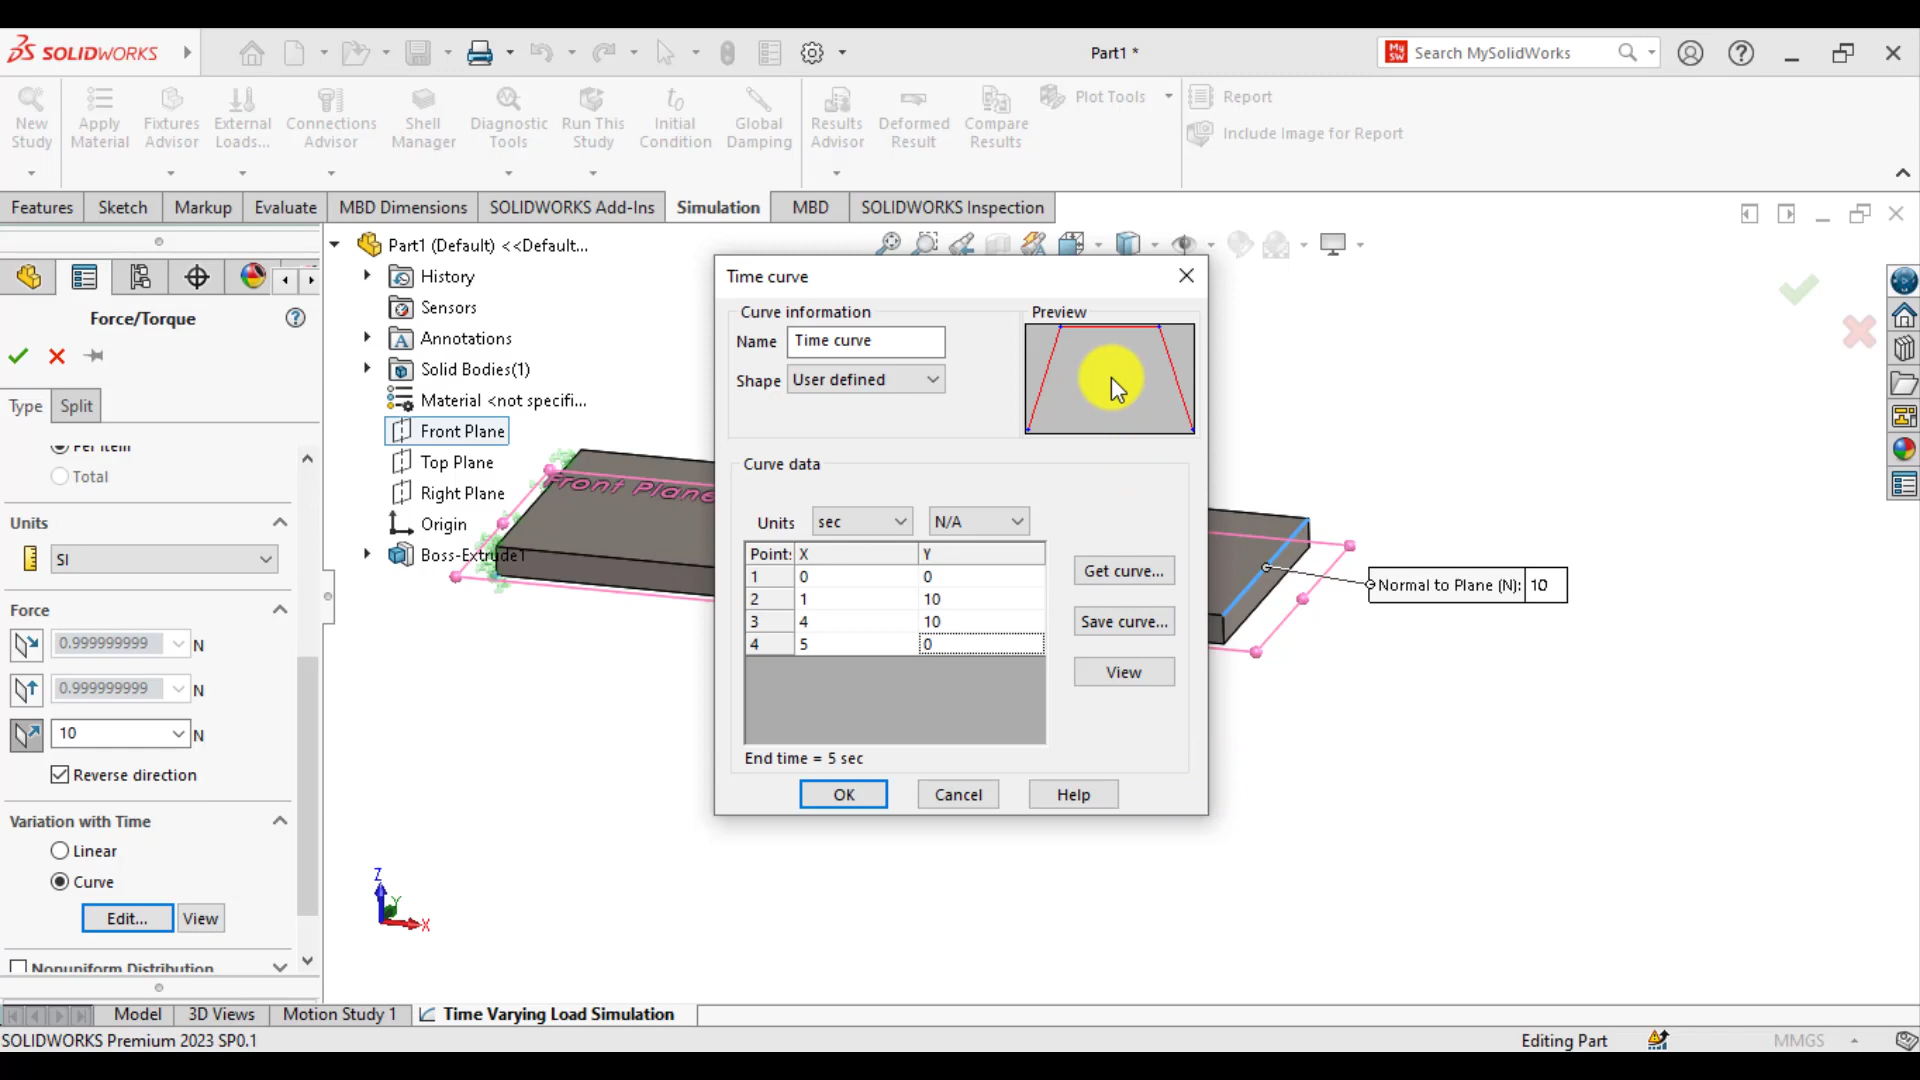 SOLIDWORKS
Part1 *
Search MySolidWorks
New Study
Apply Material
Fixtures Advisor
External Loads...
Connections Advisor
Shell Manager
Diagnostic Tools
Run This Study
Initial Condition
Global Damping
Results Advisor
Deformed Result
Compare Results
Plot Tools
Report
Include Image for Report
Features
Sketch
Markup
Evaluate
MBD Dimensions
SOLIDWORKS Add-Ins
Simulation
MBD
SOLIDWORKS Inspection
Force/Torque
Type
Split
Per item
Total
Units
SI
Force
0.999999999 N
0.999999999 N
10 N
Reverse direction
Variation with Time
Linear
Curve
Edit...
View
Nonuniform Distribution
Part1 (Default) <<Default...
History
Sensors
Annotations
Solid Bodies(1)
Material <not specifi...
Front Plane
Top Plane
Right Plane
Origin
Boss-Extrude1
Front Plane
Time curve
Curve information
Name Time curve
Shape User defined
Preview
Curve data
Units sec N/A
Points X Y
1 0 0
2 1 10
3 4 10
4 5 0
Get curve...
Save curve...
View
End time = 5 sec
OK
Cancel
Help
Normal to Plane (N): 10
Z
Y
X
Model
3D Views
Motion Study 1
Time Varying Load Simulation
SOLIDWORKS Premium 2023 SP0.1
Editing Part
MMGS